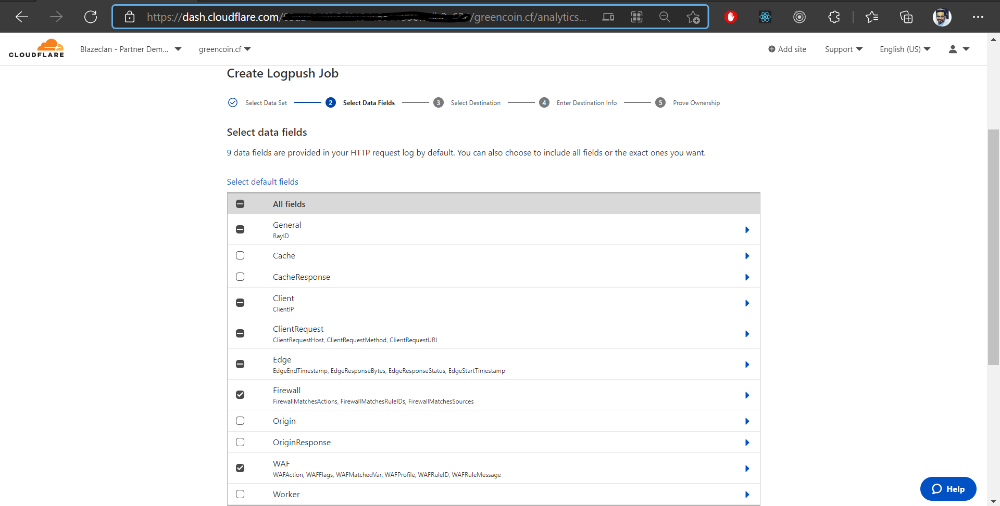 https://dash.cloudflare.com/ /greencoin.cf/analytics...
CLOUDFLARE
Blazeclan - Partner Dem...
greencoin.cf
Add site
Support
English (US)
Create Logpush Job
Select Data Set
2 Select Data Fields
3 Select Destination
4 Enter Destination Info
5 Prove Ownership
Select data fields
9 data fields are provided in your HTTP request log by default. You can also choose to include all fields or the exact ones you want.
Select default fields
All fields
General
RayID
Cache
CacheResponse
Client
ClientIP
ClientRequest
ClientRequestHost, ClientRequestMethod, ClientRequestURI
Edge
EdgeEndTimestamp, EdgeResponseBytes, EdgeResponseStatus, EdgeStartTimestamp
Firewall
FirewallMatchesActions, FirewallMatchesRuleIDs, FirewallMatchesSources
Origin
OriginResponse
WAF
WAFAction, WAFFlags, WAFMatchedVar, WAFProfile, WAFRuleID, WAFRuleMessage
Worker
Help